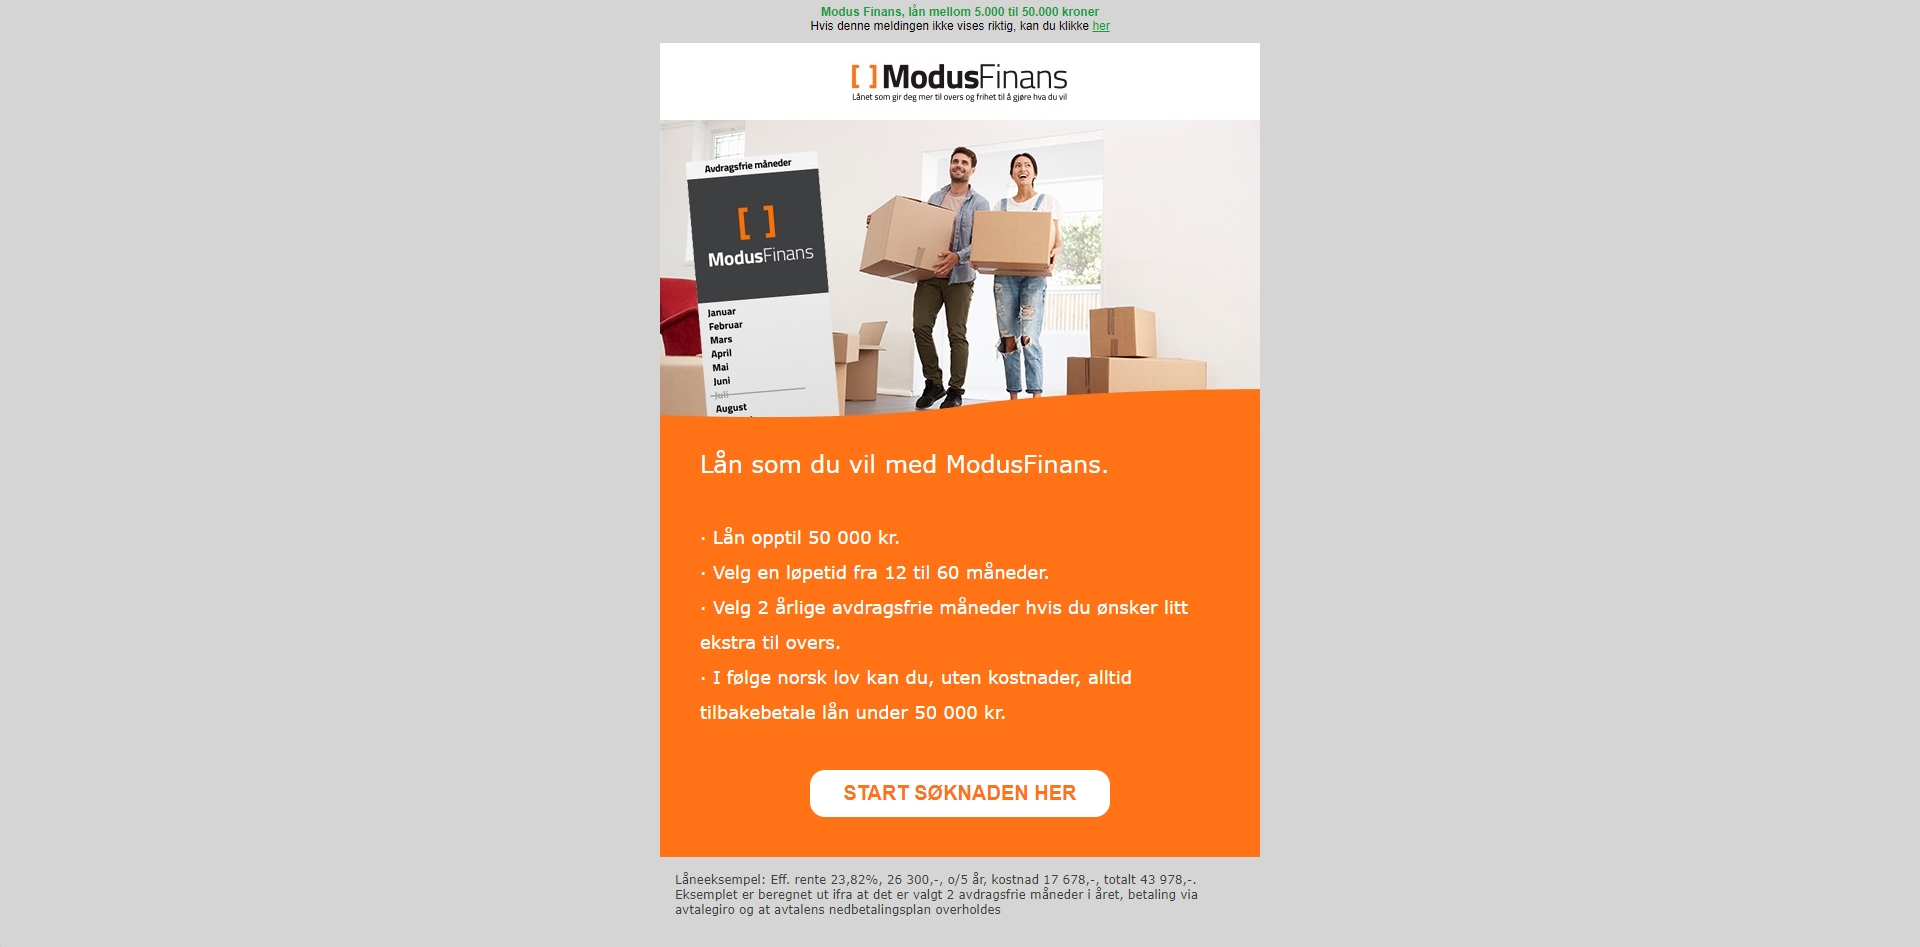 Modus Finans, lån mellom 5.000 til 50.000 kroner
Hvis denne meldingen ikke vises riktig, kan du klikke her
[ ] ModusFinans
Lånet som gir deg mer til overs og frihet til å gjøre hva du vil
Avdragsfrie måneder
[ ]
ModusFinans
Januar
Februar
Mars
April
Mai
Juni
Juli
August
Lån som du vil med ModusFinans.
· Lån opptil 50 000 kr.
· Velg en løpetid fra 12 til 60 måneder.
· Velg 2 årlige avdragsfrie måneder hvis du ønsker litt
ekstra til overs.
· I følge norsk lov kan du, uten kostnader, alltid
tilbakebetale lån under 50 000 kr.
START SØKNADEN HER
Låneeksempel: Eff. rente 23,82%, 26 300,-, o/5 år, kostnad 17 678,-, totalt 43 978,-.
Eksemplet er beregnet ut ifra at det er valgt 2 avdragsfrie måneder i året, betaling via
avtalegiro og at avtalens nedbetalingsplan overholdes